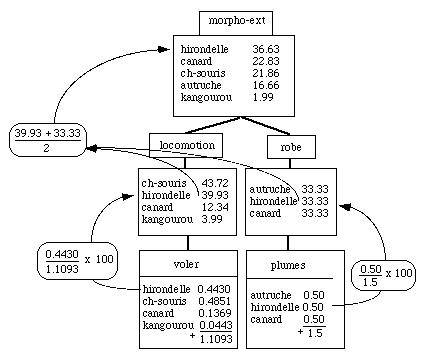 morpho-ext
hirondelle 36.63
canard 22.83
ch-souris 21.86
autruche 16.66
kangourou 1.99
39.93 + 33.33
2
locomotion
robe
ch-souris 43.72
hirondelle 39.93
canard 12.34
kangourou 3.99
autruche 33.33
hirondelle 33.33
canard 33.33
0.4430
1.1093
x 100
voler
hirondelle 0.4430
ch-souris 0.4851
canard 0.1369
kangourou 0.0443
+ 1.1093
plumes
autruche 0.50
hirondelle 0.50
canard 0.50
+ 1.5
0.50
1.5
x 100